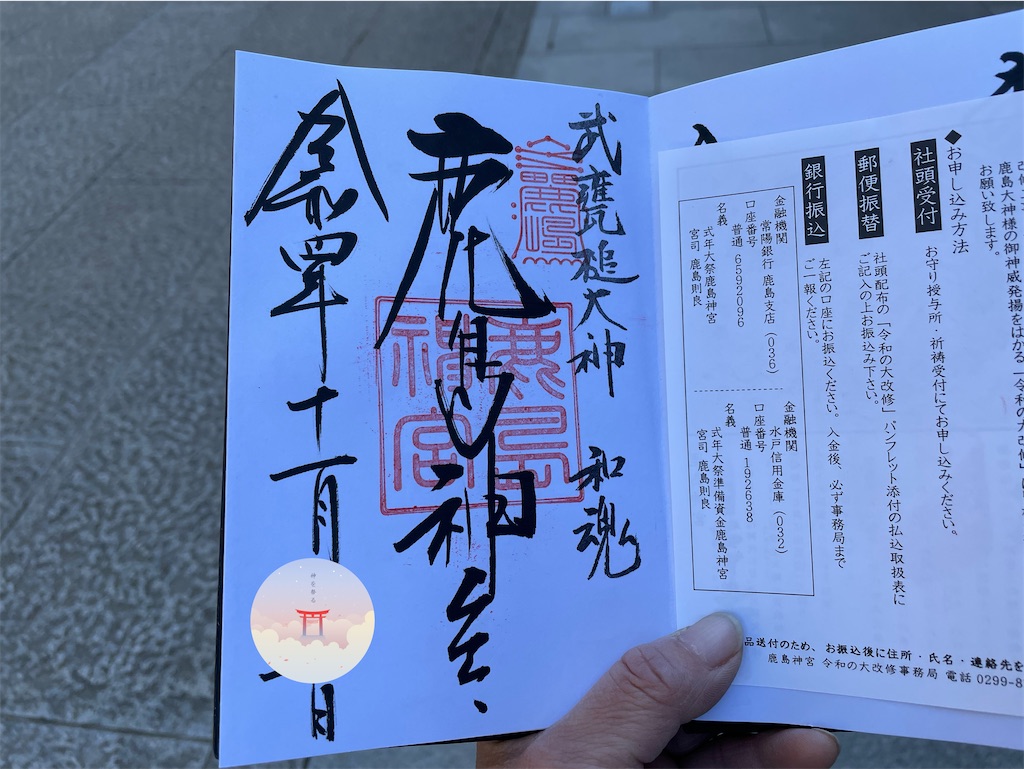 鹿島大神様の御神威発揚をはかる「令和の大改修」
お願い致します。
◆お申し込み方法
社頭受付 お守り授与所・祈祷受付にてお申し込みください。
郵便振替 社頭配布の「令和の大改修」パンフレット添付の払込取扱表に
ご記入の上お振込み下さい。
銀行振込 左記の口座にお振込ください。入金後、必ず事務局まで
ご一報ください。
金融機関
常陽銀行 鹿島支店(036)
口座番号
普通 6592096
名義
式年大祭鹿島神宮
宮司 鹿島則良
金融機関
水戸信用金庫(032)
口座番号
普通 192638
名義
式年大祭準備資金鹿島神宮
宮司 鹿島則良
品送付のため、お振込後に住所・氏名・連絡先を
鹿島神宮 令和の大改修事務局 電話 0299-8
武甕槌大神 和魂
鹿島神宮
鹿島
神宮
令和四年十一月
日
神を祭る